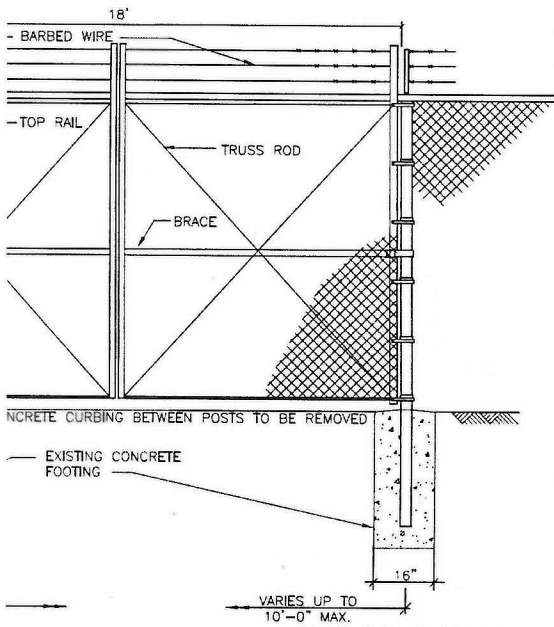 18'
BARBED WIRE
TOP RAIL
TRUSS ROD
BRACE
NCRETE CURBING BETWEEN POSTS TO BE REMOVED
EXISTING CONCRETE
FOOTING
16"
VARIES UP TO
10'-0" MAX.